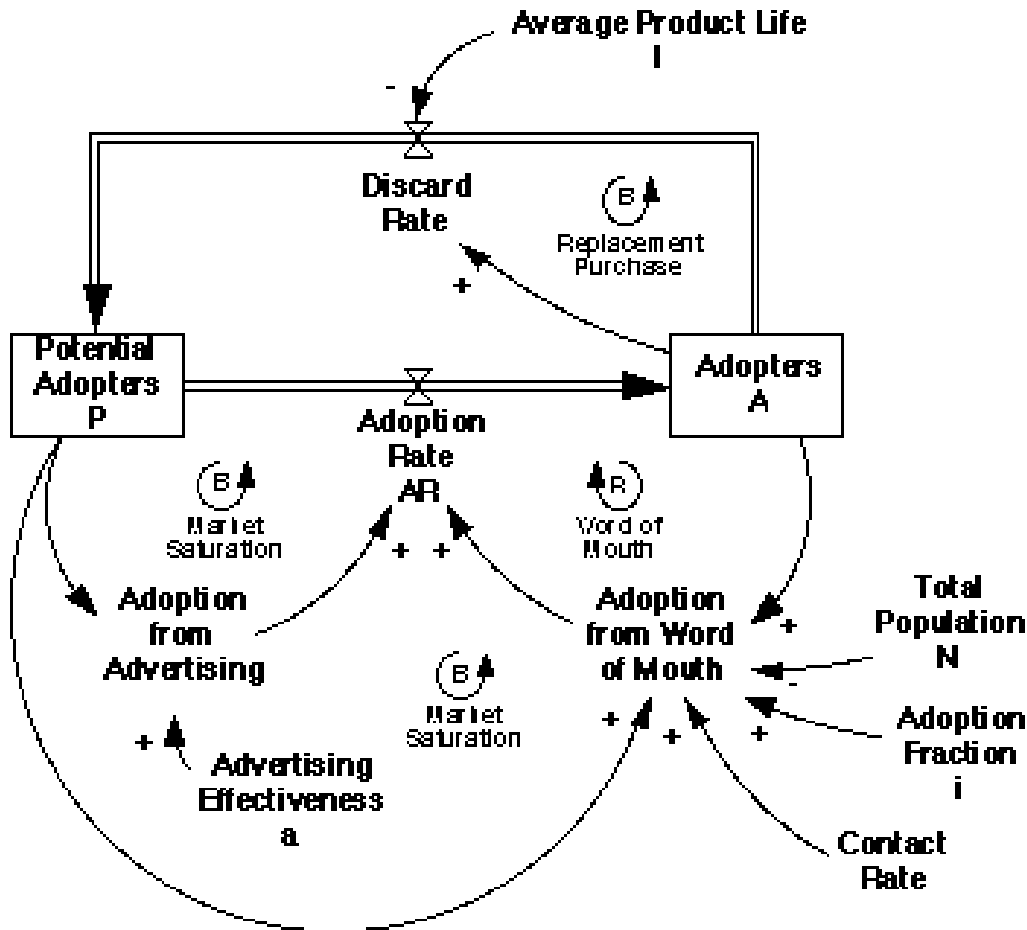 Average Product Life
l
-
Discard
Rate
B
Replacement
Purchase
+
Potential
Adopters
P
Adopters
A
Adoption
Rate
AR
B
Market
Saturation
R
Word of
Mouth
+
+
Adoption
from
Advertising
Adoption
from Word
of Mouth
+
Total
Population
N
-
B
Market
Saturation
+
+
+
+
Adoption
Fraction
i
Advertising
Effectiveness
a
Contact
Rate